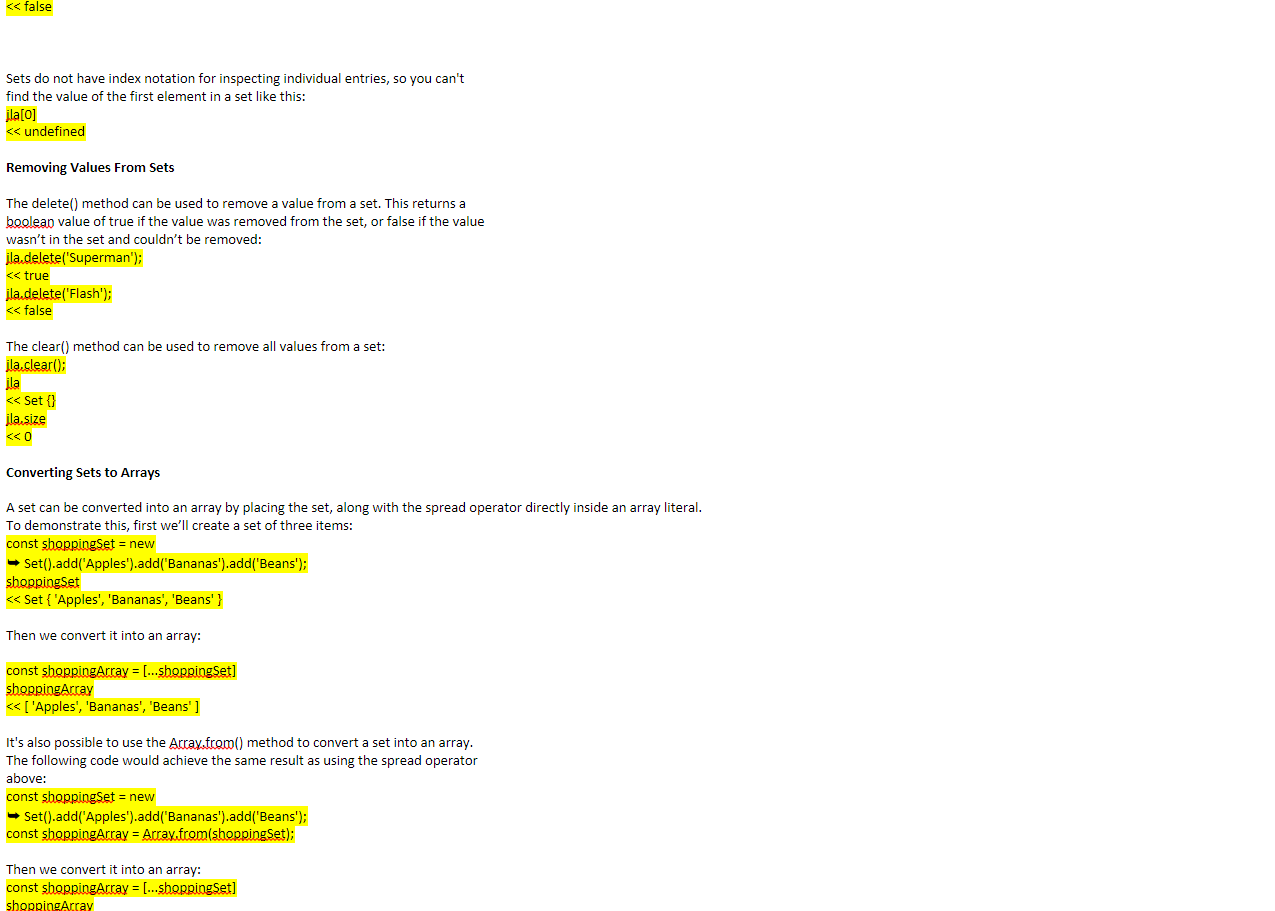 << false
Sets do not have index notation for inspecting individual entries, so you can't
find the value of the first element in a set like this:
jla[0]
<< undefined
Removing Values From Sets
The delete() method can be used to remove a value from a set. This returns a
boolean value of true if the value was removed from the set, or false if the value
wasn’t in the set and couldn’t be removed:
jla.delete('Superman');
<< true
jla.delete('Flash');
<< false
The clear() method can be used to remove all values from a set:
jla.clear();
jla
<< Set {}
jla.size
<< 0
Converting Sets to Arrays
A set can be converted into an array by placing the set, along with the spread operator directly inside an array literal.
To demonstrate this, first we’ll create a set of three items:
const shoppingSet = new
➥ Set().add('Apples').add('Bananas').add('Beans');
shoppingSet
<< Set { 'Apples', 'Bananas', 'Beans' }
Then we convert it into an array:
const shoppingArray = [...shoppingSet]
shoppingArray
<< [ 'Apples', 'Bananas', 'Beans' ]
It's also possible to use the Array.from() method to convert a set into an array.
The following code would achieve the same result as using the spread operator
above:
const shoppingSet = new
➥ Set().add('Apples').add('Bananas').add('Beans');
const shoppingArray = Array.from(shoppingSet);
Then we convert it into an array:
const shoppingArray = [...shoppingSet]
shoppingArray